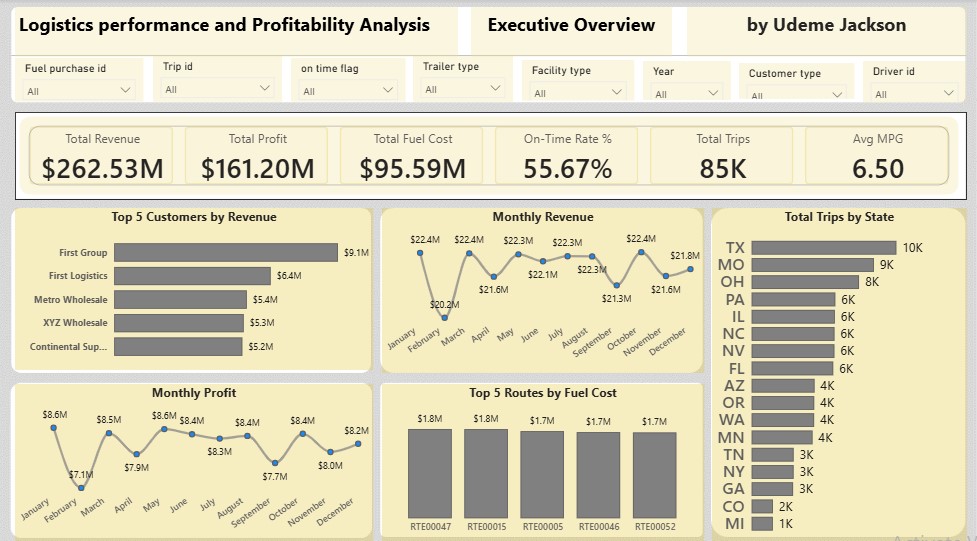 Logistics performance and Profitability Analysis
Executive Overview
by Udeme Jackson
Fuel purchase id
All
Trip id
All
on time flag
All
Trailer type
All
Facility type
All
Year
All
Customer type
All
Driver id
All
Total Revenue
$262.53M
Total Profit
$161.20M
Total Fuel Cost
$95.59M
On-Time Rate %
55.67%
Total Trips
85K
Avg MPG
6.50
Top 5 Customers by Revenue
First Group $9.1M
First Logistics $6.4M
Metro Wholesale $5.4M
XYZ Wholesale $5.3M
Continental Sup... $5.2M
Monthly Revenue
$22.4M
$20.2M
$22.4M
$21.6M
$22.3M
$22.1M
$22.3M
$22.3M
$21.3M
$22.4M
$21.6M
$21.8M
January
February
March
April
May
June
July
August
September
October
November
December
Total Trips by State
TX 10K
MO 9K
OH 8K
PA 6K
IL 6K
NC 6K
NV 6K
FL 6K
AZ 4K
OR 4K
WA 4K
MN 4K
TN 3K
NY 3K
GA 3K
CO 2K
MI 1K
Monthly Profit
$8.6M
$7.1M
$8.5M
$7.9M
$8.6M
$8.4M
$8.3M
$8.4M
$7.7M
$8.4M
$8.0M
$8.2M
January
February
March
April
May
June
July
August
September
October
November
December
Top 5 Routes by Fuel Cost
$1.8M
$1.8M
$1.7M
$1.7M
$1.7M
RTE00047
RTE00015
RTE00005
RTE00046
RTE00052